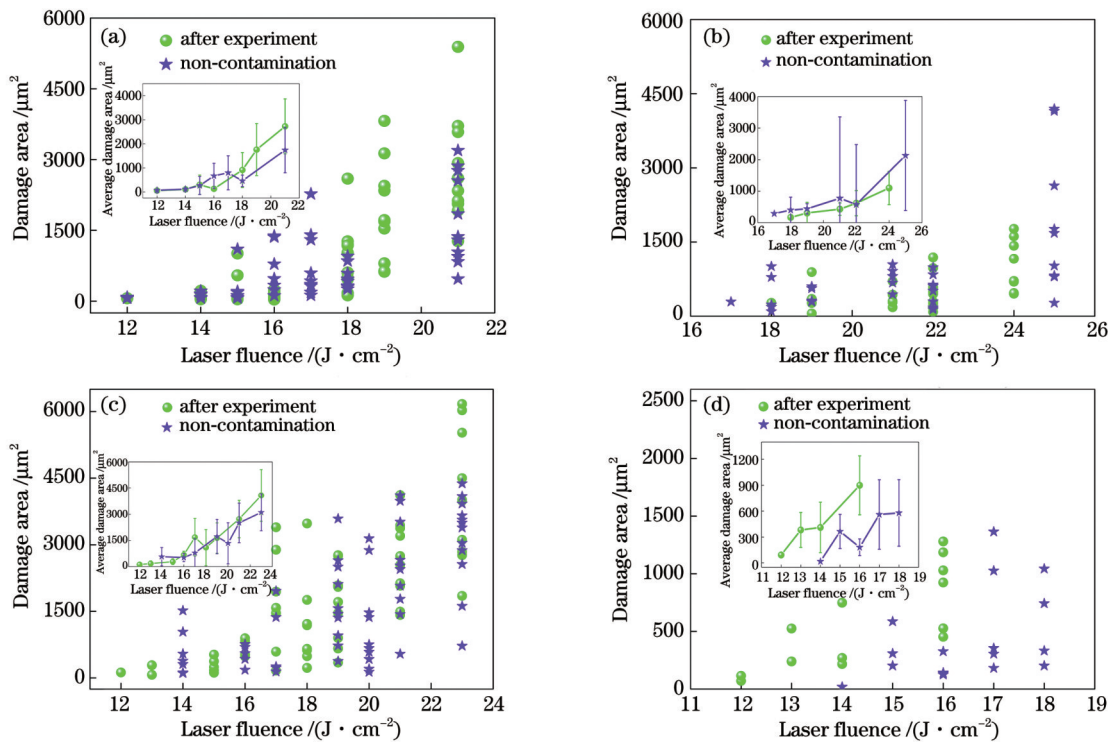 (a)
after experiment
non-contamination
Damage area /μm²
6000
4500
3000
1500
0
12 14 16 18 20 22
Laser fluence /(J · cm⁻²)
Average damage area /μm²
4000
3000
2000
1000
0
12 14 16 18 20 22
Laser fluence /(J · cm⁻²)
(b)
after experiment
non-contamination
Damage area /μm²
6000
4500
3000
1500
0
16 18 20 22 24 26
Laser fluence /(J · cm⁻²)
Average damage area /μm²
4000
3000
2000
1000
0
16 18 20 22 24 26
Laser fluence /(J · cm⁻²)
(c)
after experiment
non-contamination
Damage area /μm²
6000
4500
3000
1500
0
12 14 16 18 20 22 24
Laser fluence /(J · cm⁻²)
Average damage area /μm²
6000
4500
3000
1500
0
12 14 16 18 20 22 24
Laser fluence /(J · cm⁻²)
(d)
after experiment
non-contamination
Damage area /μm²
2500
2000
1500
1000
500
0
11 12 13 14 15 16 17 18 19
Laser fluence /(J · cm⁻²)
Average damage area /μm²
1200
900
600
300
0
11 12 13 14 15 16 17 18 19
Laser fluence /(J · cm⁻²)